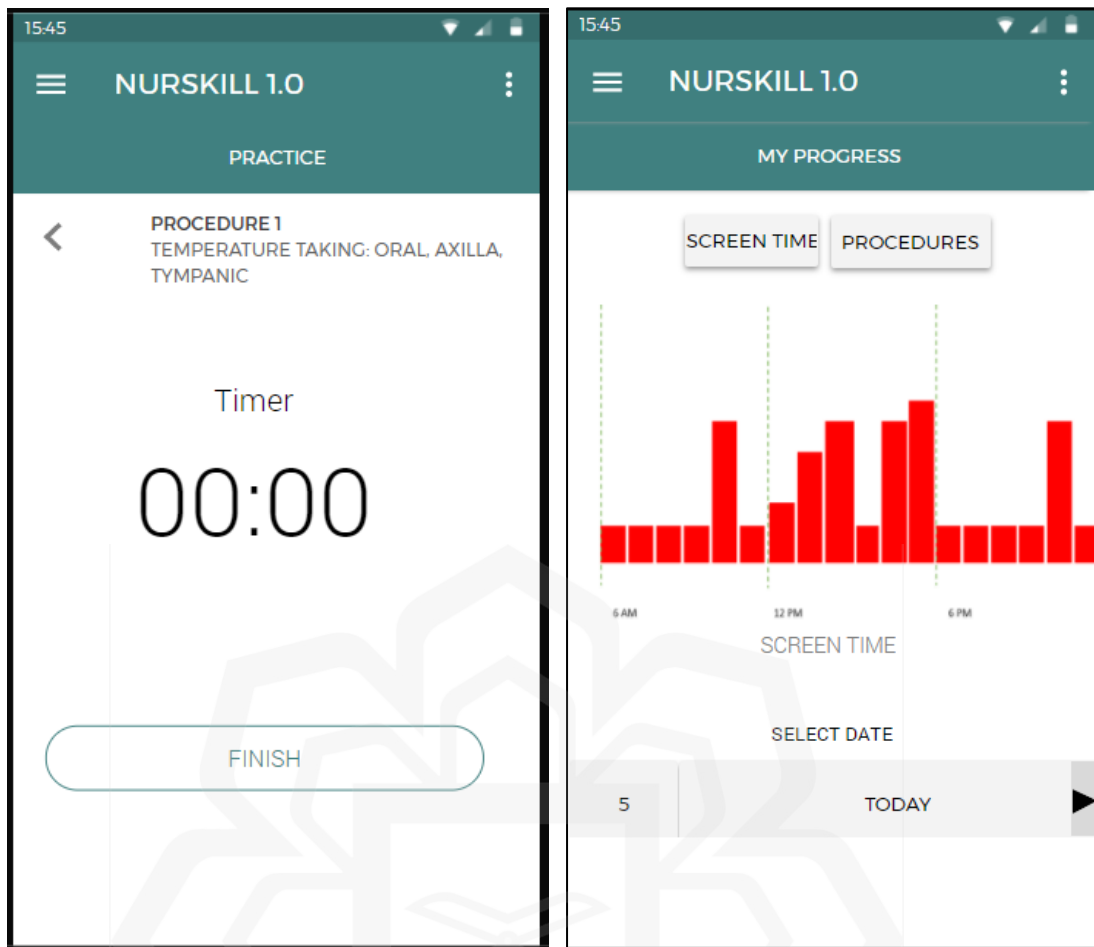 15:45
NURSKILL 1.0
PRACTICE
PROCEDURE 1
TEMPERATURE TAKING: ORAL, AXILLA,
TYMPANIC
Timer
00:00
FINISH
15:45
NURSKILL 1.0
MY PROGRESS
SCREEN TIME PROCEDURES
6 AM 12 PM 6 PM
SCREEN TIME
SELECT DATE
5 TODAY